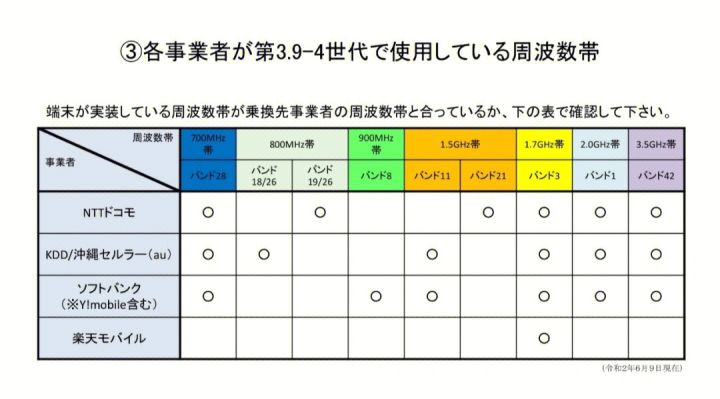 ③各事業者が第3.9-4世代で使用している周波数帯
端末が実装している周波数帯が乗換先事業者の周波数帯と合っているか、下の表で確認して下さい。
周波数帯 700MHz帯 800MHz帯 900MHz帯 1.5GHz帯 1.7GHz帯 2.0GHz帯 3.5GHz帯
事業者 バンド28 バンド18/26 バンド19/26 バンド8 バンド11 バンド21 バンド3 バンド1 バンド42
NTTドコモ ○ ○ ○ ○ ○ ○
KDD/沖縄セルラー(au) ○ ○ ○ ○ ○ ○
ソフトバンク(※Y!mobile含む) ○ ○ ○ ○ ○ ○
楽天モバイル ○
(令和2年6月9日現在)